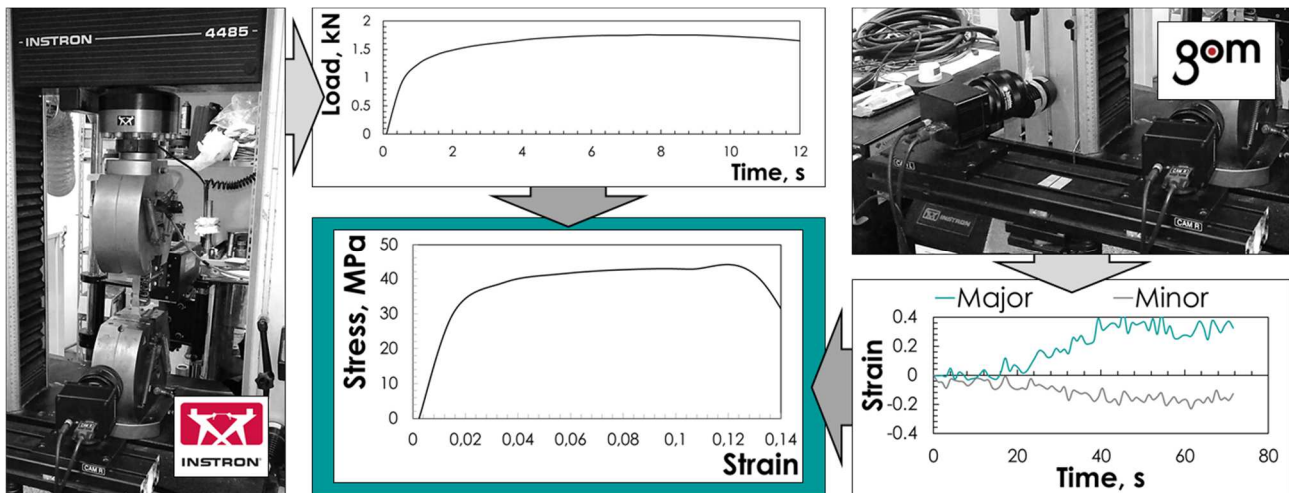 INSTRON 4485
INSTRON
INSTRON®
CAM R
Load, kN
2
1.5
1
0.5
0
0 2 4 6 8 10 12
Time, s
Stress, MPa
50
40
30
20
10
0
0 0,02 0,04 0,06 0,08 0,1 0,12 0,14
Strain
gom
CAM L
INSTRON
CAM R
Major Minor
Strain
0.4
0.2
0
-0.2
-0.4
0 20 40 60 80
Time, s